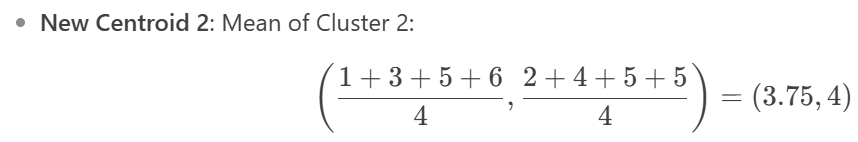 • New Centroid 2: Mean of Cluster 2:
(1 + 3 + 5 + 6 / 4, 2 + 4 + 5 + 5 / 4) = (3.75, 4)